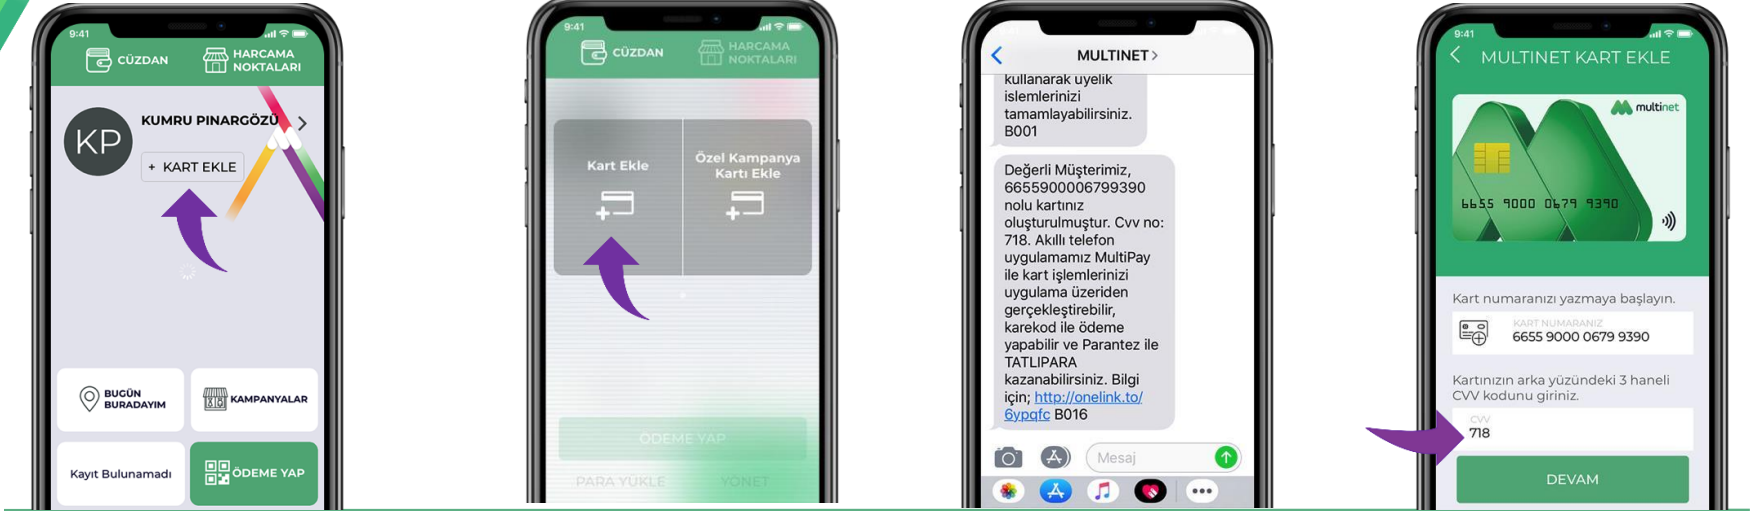 9:41
CÜZDAN
HARCAMA
NOKTALARI
KP
KUMRU PINARGÖZÜ
+ KART EKLE
BUGÜN
BURADAYIM
KAMPANYALAR
Kayıt Bulunamadı
ÖDEME YAP
9:41
CÜZDAN
HARCAMA
NOKTALARI
Kart Ekle
Özel Kampanya
Kartı Ekle
ÖDEME YAP
PARA YÜKLE
YÖNET
MULTINET
kullanarak uyelik
islemlerinizi
tamamlayabilirsiniz.
B001
Değerli Müşterimiz,
6655900006799390
nolu kartınız
oluşturulmuştur. Cvv no:
718. Akıllı telefon
uygulamamız MultiPay
ile kart işlemlerinizi
uygulama üzeriden
gerçekleştirebilir,
karekod ile ödeme
yapabilir ve Parantez ile
TATLIPARA
kazanabilirsiniz. Bilgi
için; http://onelink.to/
6ypqfc B016
Mesaj
9:41
MULTINET KART EKLE
multinet
6655 9000 0679 9390
Kart numaranızı yazmaya başlayın.
KART NUMARANIZ
6655 9000 0679 9390
Kartınızın arka yüzündeki 3 haneli
CVV kodunu giriniz.
CVV
718
DEVAM